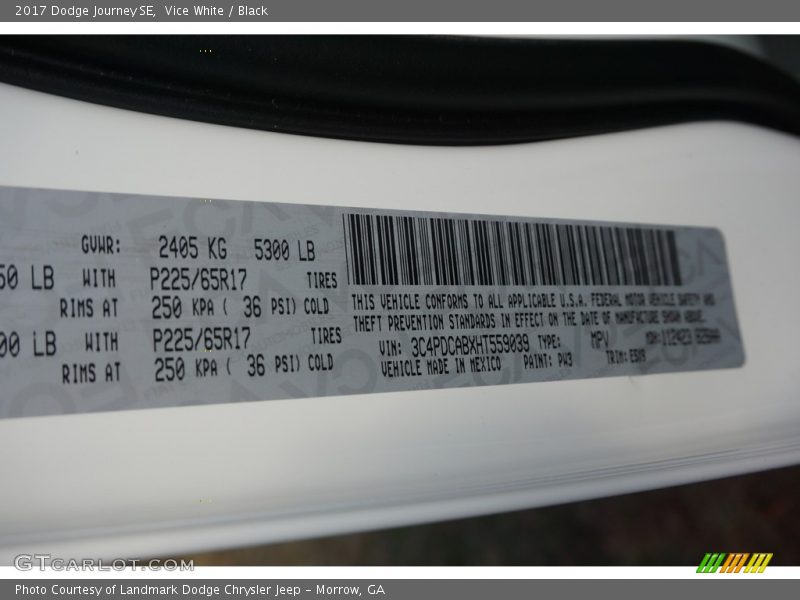 2017 Dodge Journey SE, Vice White / Black
GVWR: 2405 KG 5300 LB
50 LB WITH P225/65R17 TIRES
RIMS AT 250 KPA ( 36 PSI) COLD
00 LB WITH P225/65R17 TIRES
RIMS AT 250 KPA ( 36 PSI) COLD
THIS VEHICLE CONFORMS TO ALL APPLICABLE U.S.A. FEDERAL MOTOR VEHICLE SAFETY AND
THEFT PREVENTION STANDARDS IN EFFECT ON THE DATE OF MANUFACTURE SHOWN ABOVE.
VIN: 3C4PDCABXHT559039 TYPE: MPV MDH:
VEHICLE MADE IN MEXICO PAINT: PW3 TRIM:
GTCARLOT.COM
Photo Courtesy of Landmark Dodge Chrysler Jeep – Morrow, GA